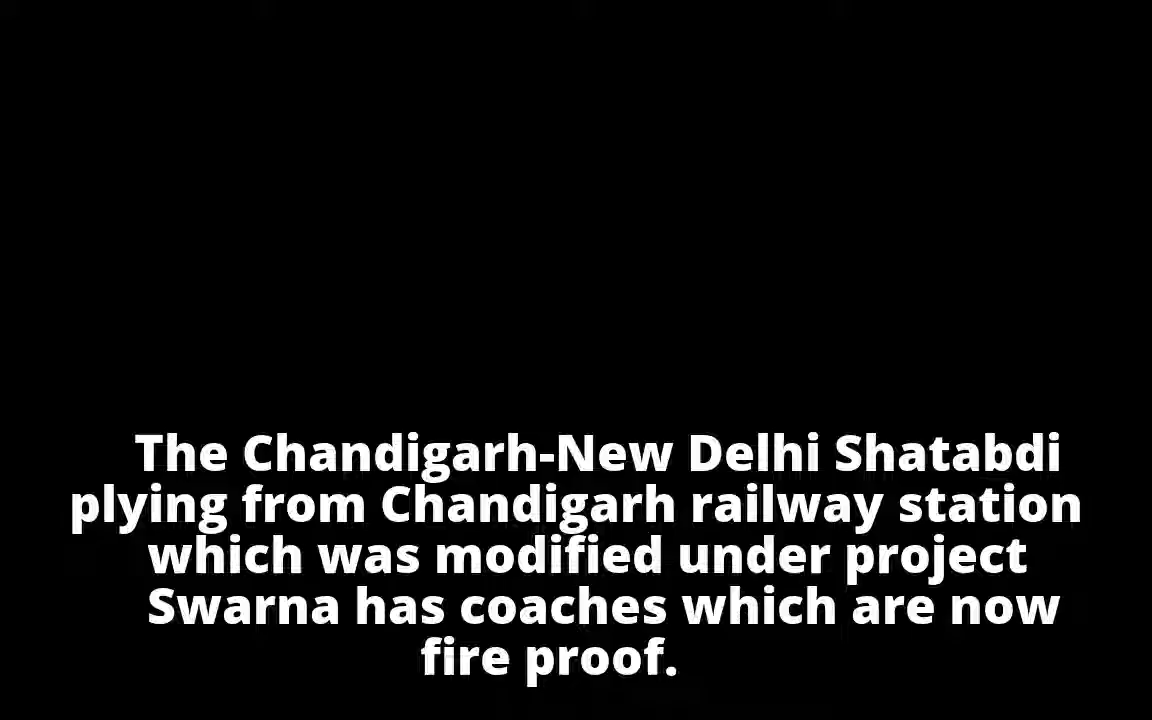 The Chandigarh-New Delhi Shatabdi
plying from Chandigarh railway station
which was modified under project
Swarna has coaches which are now
fire proof.